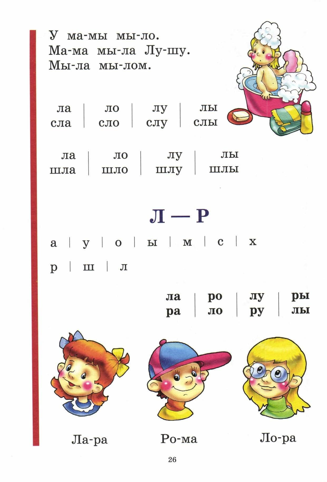 У ма-мы мы-ло.
Ма-ма мы-ла Лу-шу.
Мы-ла мы-лом.
ла | ло | лу | лы
сла | сло | слу | слы
ла | ло | лу | лы
шла | шло | шлу | шлы
Л — Р
а | у | о | ы | м | с | х
р | ш | л
ла | ро | лу | ры
ра | ло | ру | лы
Ла-ра Ро-ма Ло-ра
26